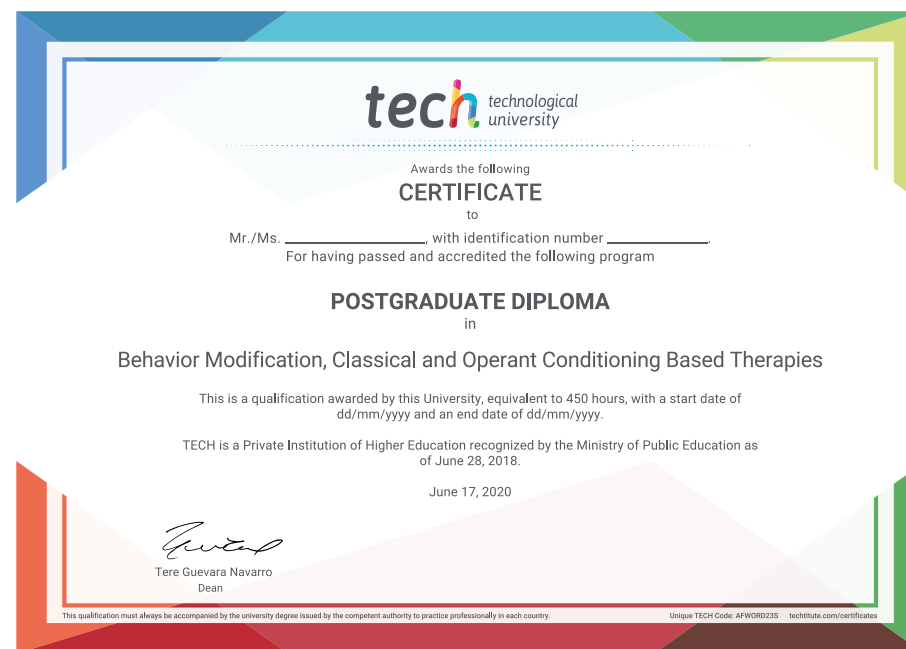 tech technological
university
Awards the following
CERTIFICATE
to
Mr./Ms. ____________________, with identification number ______________.
For having passed and accredited the following program
POSTGRADUATE DIPLOMA
in
Behavior Modification, Classical and Operant Conditioning Based Therapies
This is a qualification awarded by this University, equivalent to 450 hours, with a start date of
dd/mm/yyyy and an end date of dd/mm/yyyy.
TECH is a Private Institution of Higher Education recognized by the Ministry of Public Education as
of June 28, 2018.
June 17, 2020
Tere Guevara Navarro
Dean
This qualification must always be accompanied by the university degree issued by the competent authority to practice professionally in each country.
Unique TECH Code: AFWORD23S techtitute.com/certificates